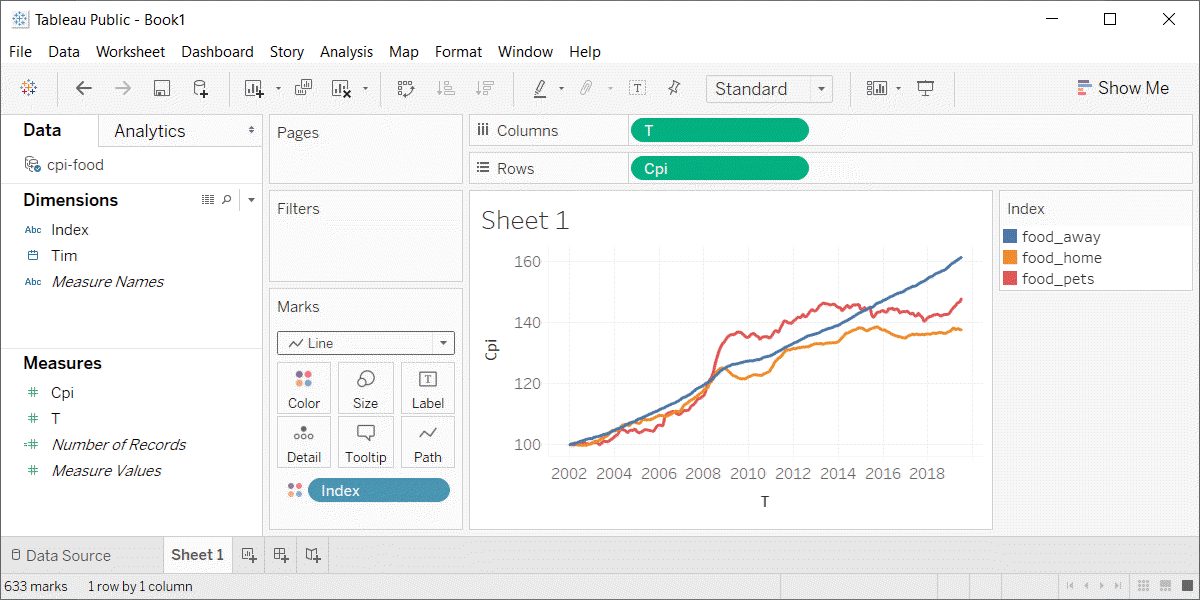 Tableau Public - Book1
File Data Worksheet Dashboard Story Analysis Map Format Window Help
Standard
Show Me
Data
Analytics
cpi-food
Dimensions
Abc Index
Tim
Abc Measure Names
Measures
# Cpi
# T
=# Number of Records
# Measure Values
Pages
Filters
Marks
Line
Color Size Label
T
Detail Tooltip Path
Index
Columns
T
Rows
Cpi
Sheet 1
160
140
120
100
Cpi
2002 2004 2006 2008 2010 2012 2014 2016 2018
T
Index
food_away
food_home
food_pets
Data Source
Sheet 1
633 marks
1 row by 1 column